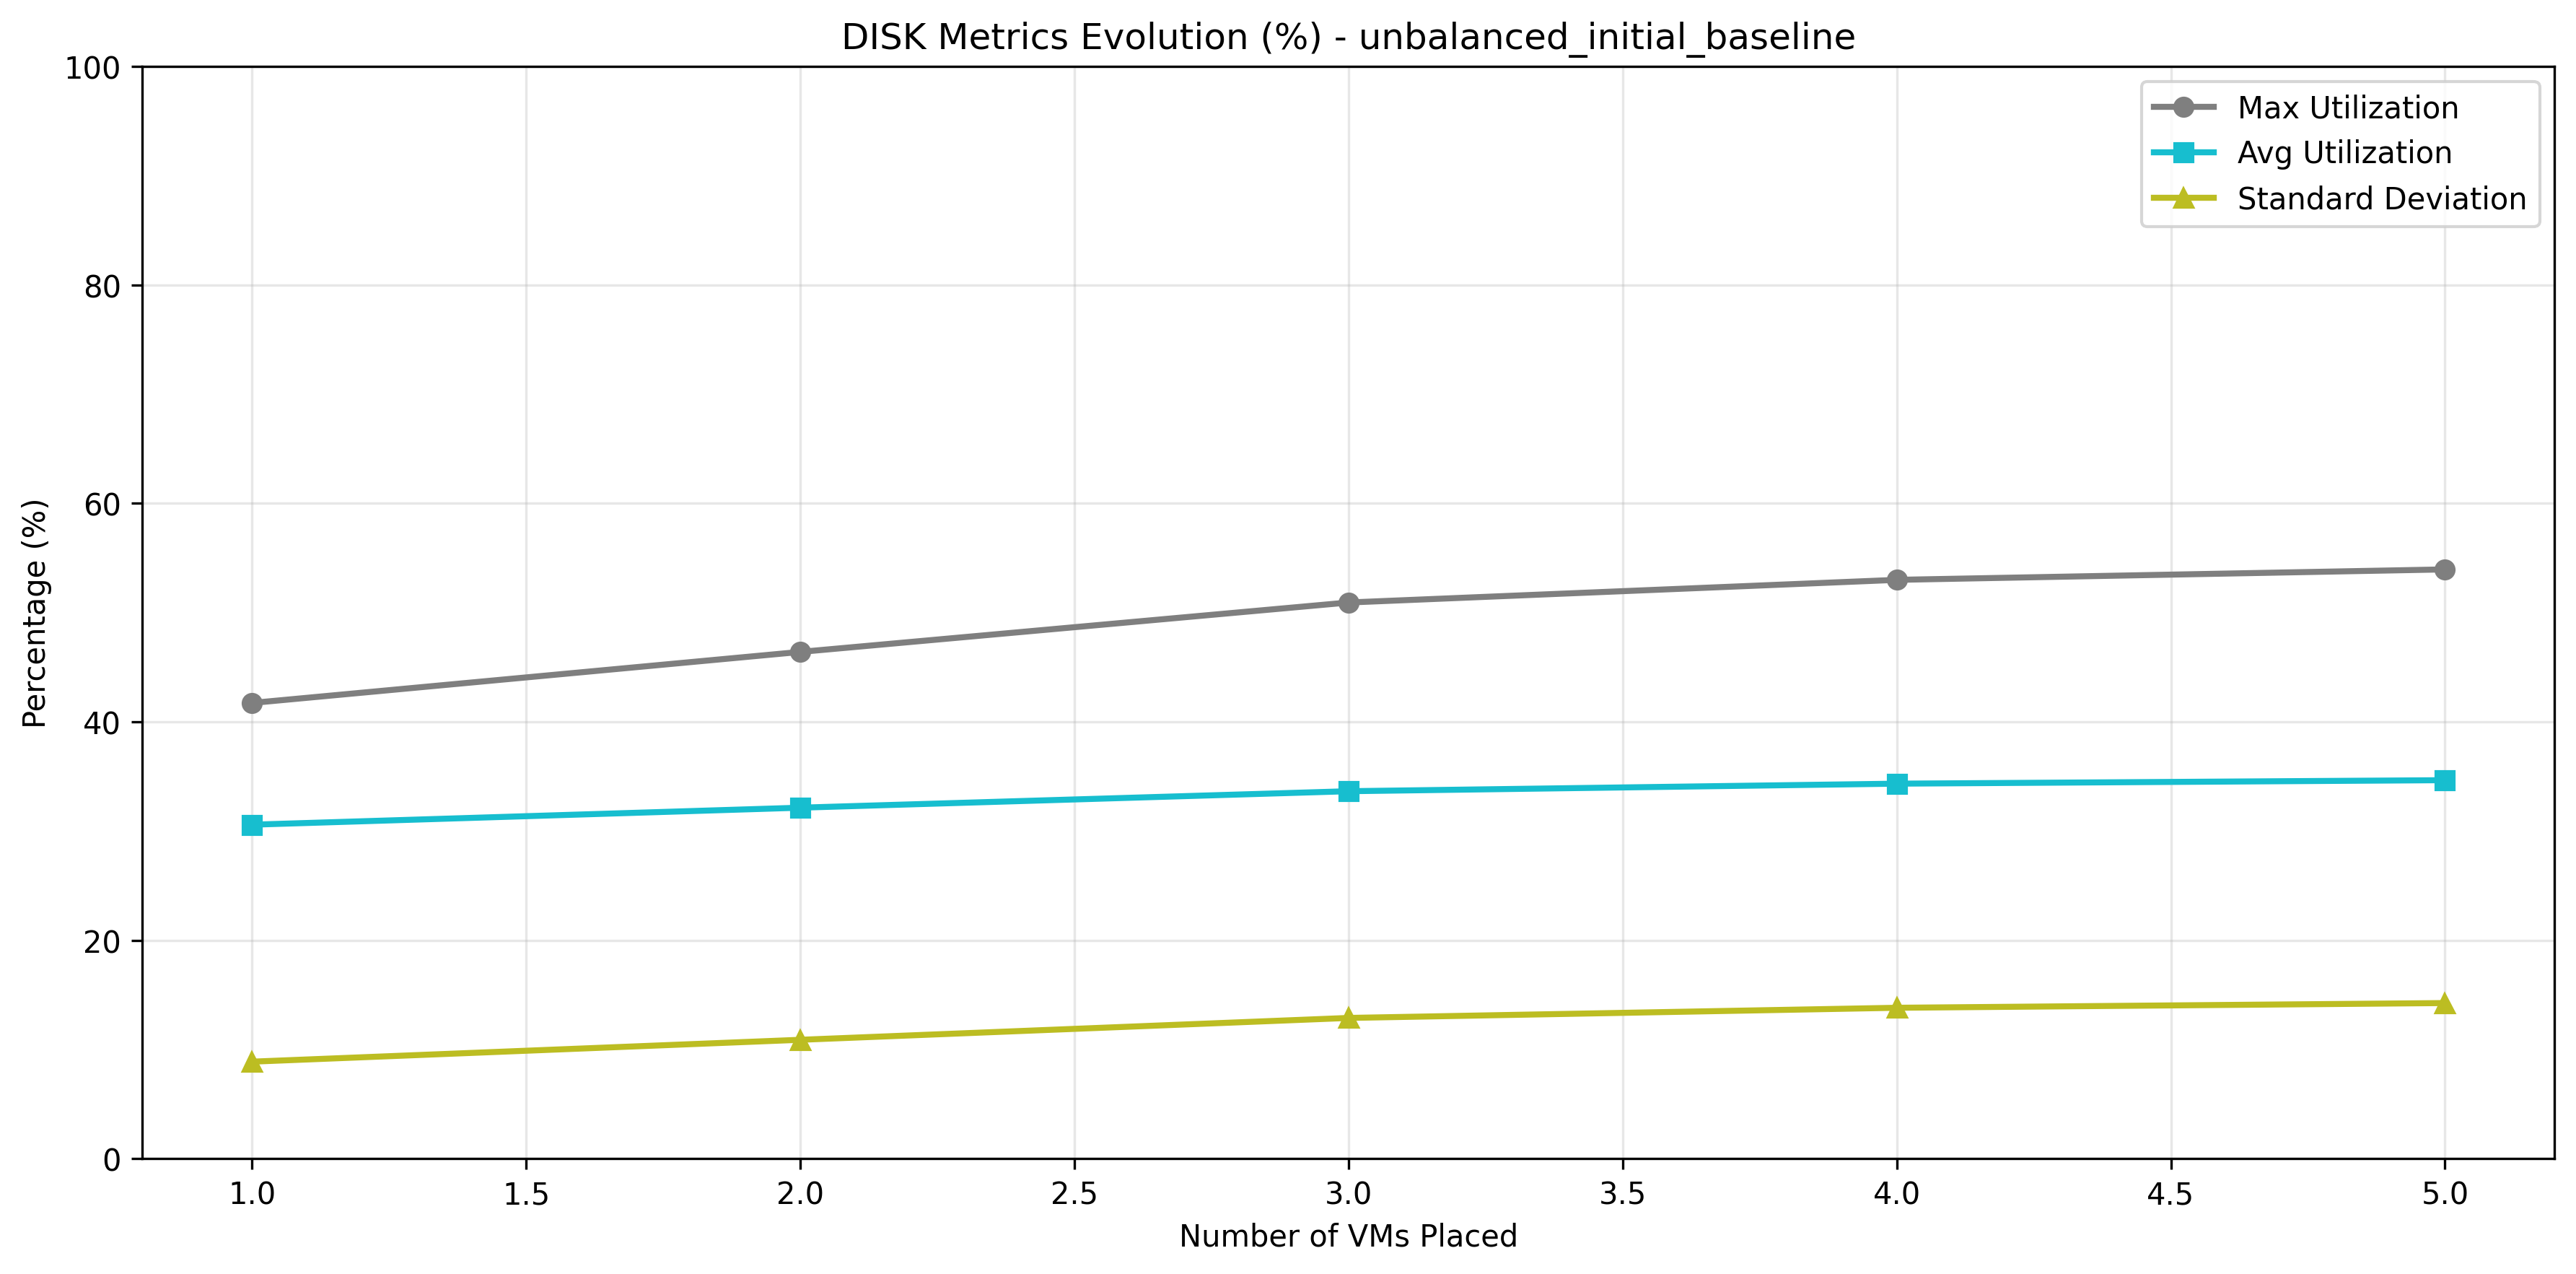 DISK Metrics Evolution (%) - unbalanced_initial_baseline
100
80
60
40
20
0
Percentage (%)
Max Utilization
Avg Utilization
Standard Deviation
1.0 1.5 2.0 2.5 3.0 3.5 4.0 4.5 5.0
Number of VMs Placed